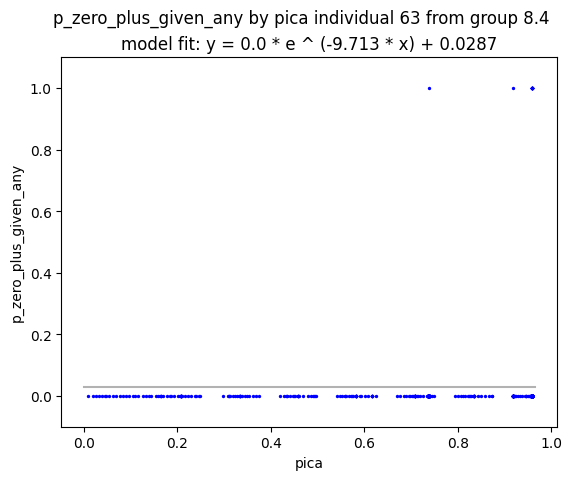 p_zero_plus_given_any by pica individual 63 from group 8.4
model fit: y = 0.0 * e ^ (-9.713 * x) + 0.0287
1.0
0.8
0.6
0.4
0.2
0.0
p_zero_plus_given_any
0.0 0.2 0.4 0.6 0.8 1.0
pica